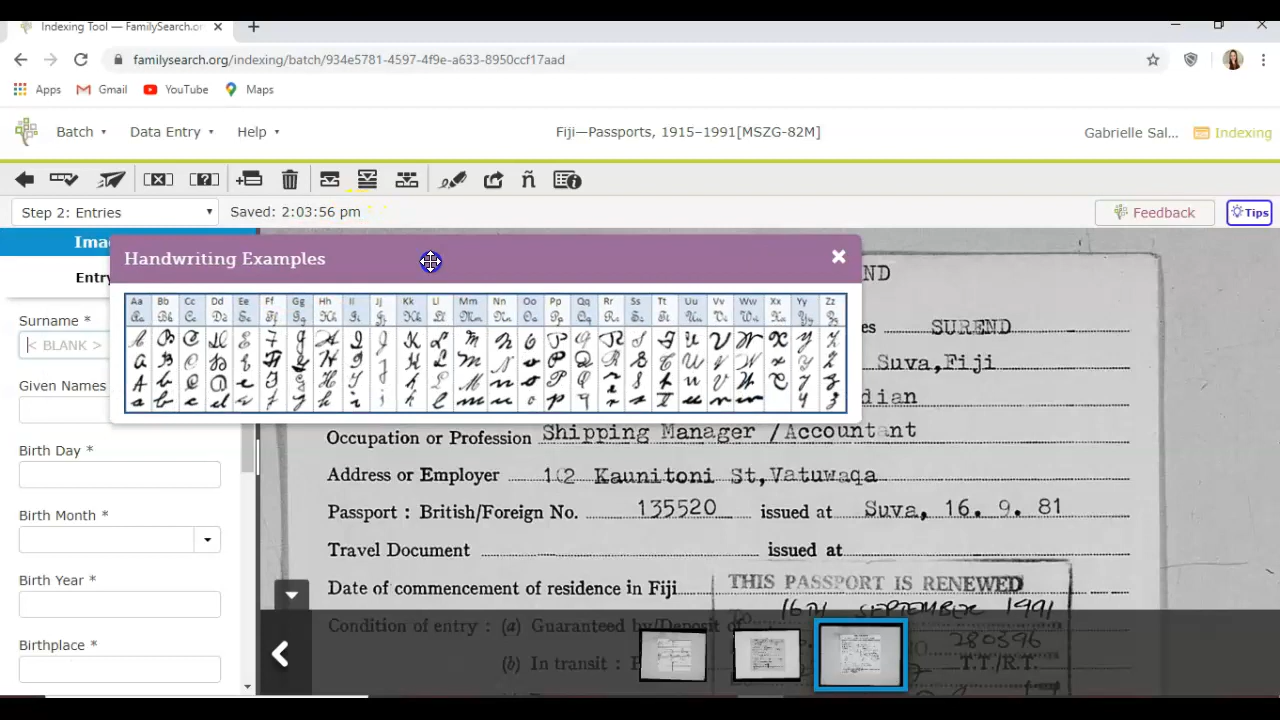 Indexing Tool — FamilySearch.or
familysearch.org/indexing/batch/934e5781-4597-4f9e-a633-8950ccf17aad
Apps Gmail YouTube Maps
Batch Data Entry Help Fiji—Passports, 1915–1991[MSZG-82M] Gabrielle Sal... Indexing
Step 2: Entries Saved: 2:03:56 pm Feedback Tips
Imag
Handwriting Examples
ND
Entry
Aa Bb Cc Dd Ee Ff Gg Hh Ii Jj Kk Ll Mm Nn Oo Pp Qq Rr Ss Tt Uu Vv Ww Xx Yy Zz
Surname *
es SUREND
< BLANK >
Suva,Fiji
Given Names
dian
Occupation or Profession Shipping Manager /Accountant
Birth Day *
Address or Employer 102 Kaunitoni St,Vatuwaqa
Passport : British/Foreign No. 135520 issued at Suva, 16. 9. 81
Birth Month *
Travel Document issued at
Birth Year *
Date of commencement of residence in Fiji
THIS PASSPORT IS RENEWED
To 16TH SEPTEMBER 1991
Condition of entry : (a) Guaranteed by/Deposit of
NO 280396
Birthplace *
(b) In transit :
T.T/R.T.